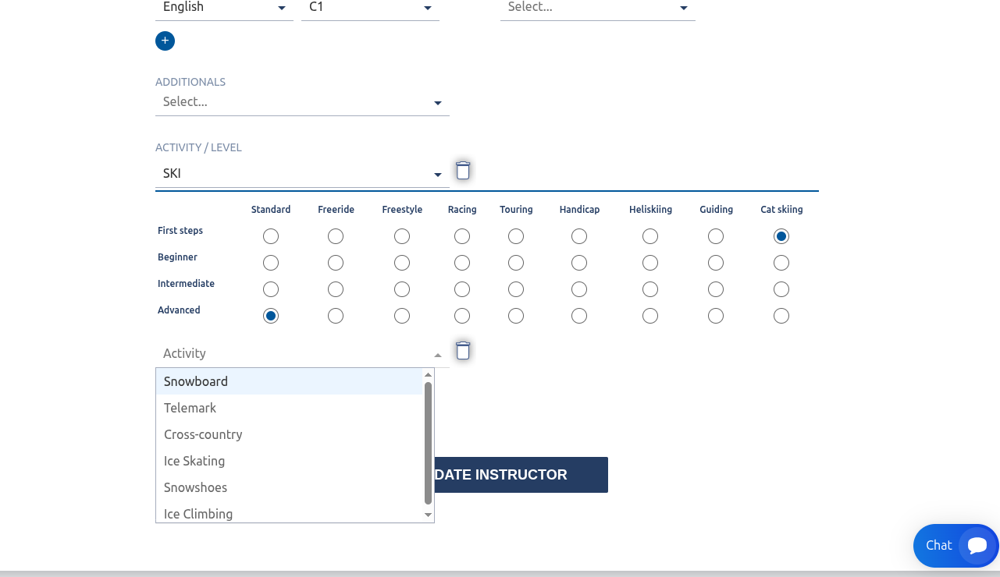 English C1 Select...
+
ADDITIONALS
Select...
ACTIVITY / LEVEL
SKI
Standard Freeride Freestyle Racing Touring Handicap Heliskiing Guiding Cat skiing
First steps
Beginner
Intermediate
Advanced
Activity
Snowboard
Telemark
Cross-country
Ice Skating
DATE INSTRUCTOR
Snowshoes
Ice Climbing
Chat